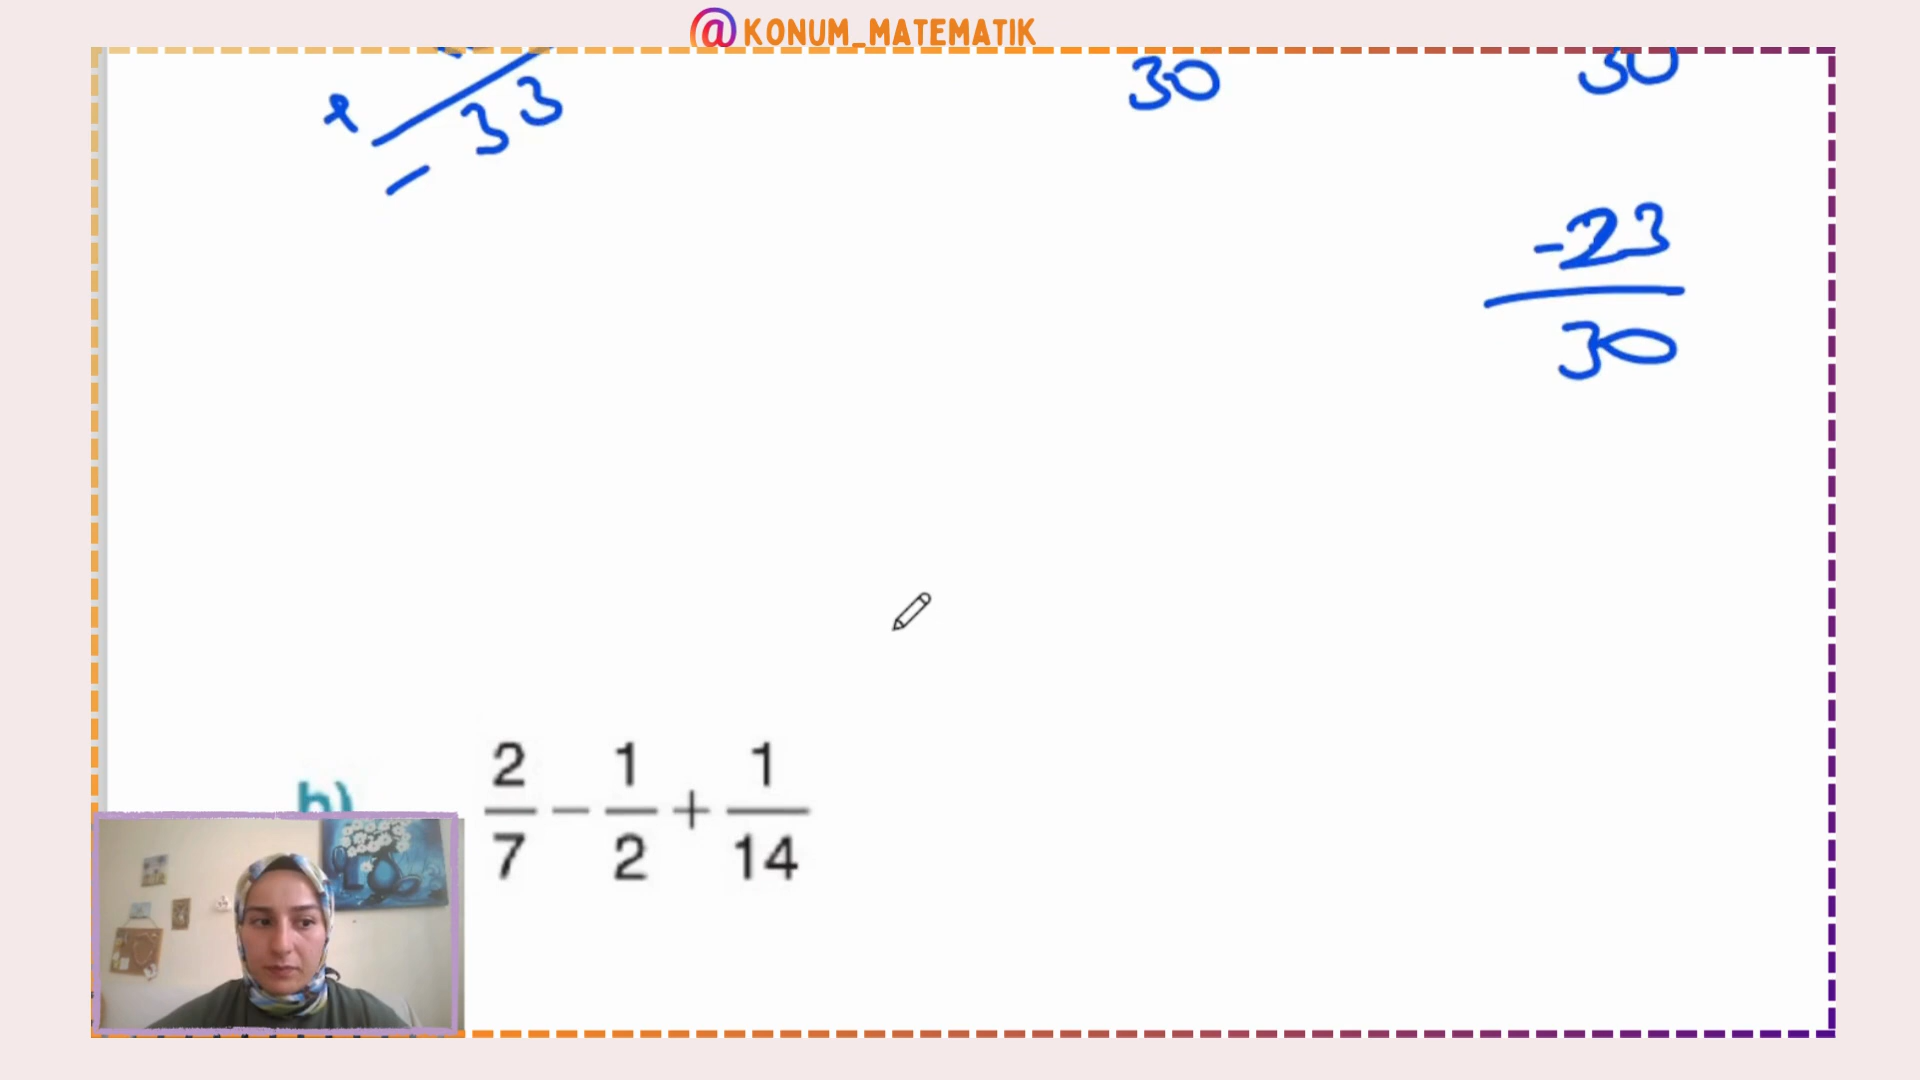 @KONUM_MATEMATIK
30
30
- 33
-23
30
h)
2/7 - 1/2 + 1/14